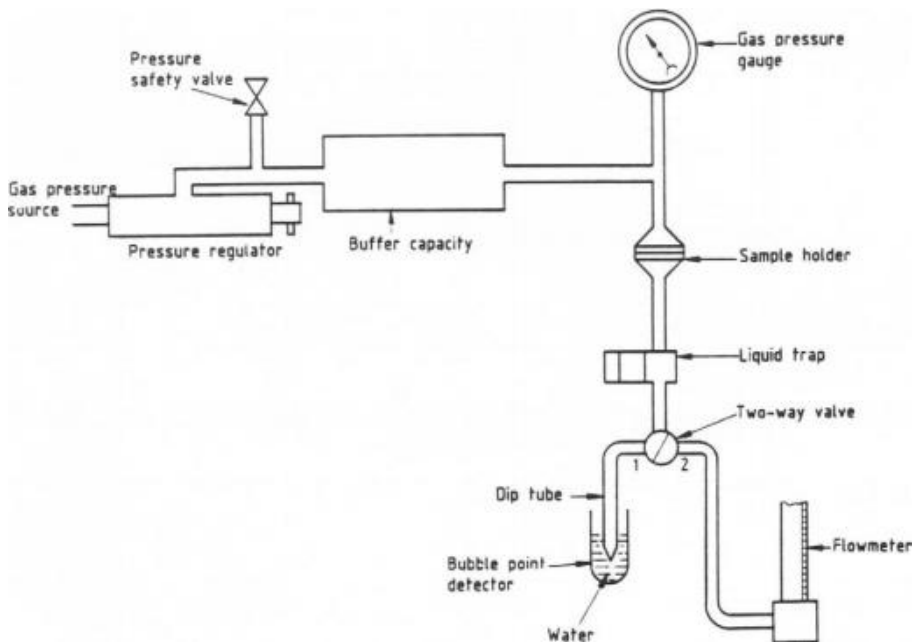 Pressure
safety valve
Gas pressure
gauge
Gas pressure
source
Pressure regulator
Buffer capacity
Sample holder
Liquid trap
Two-way valve
1
2
Dip tube
Bubble point
detector
Water
Flowmeter